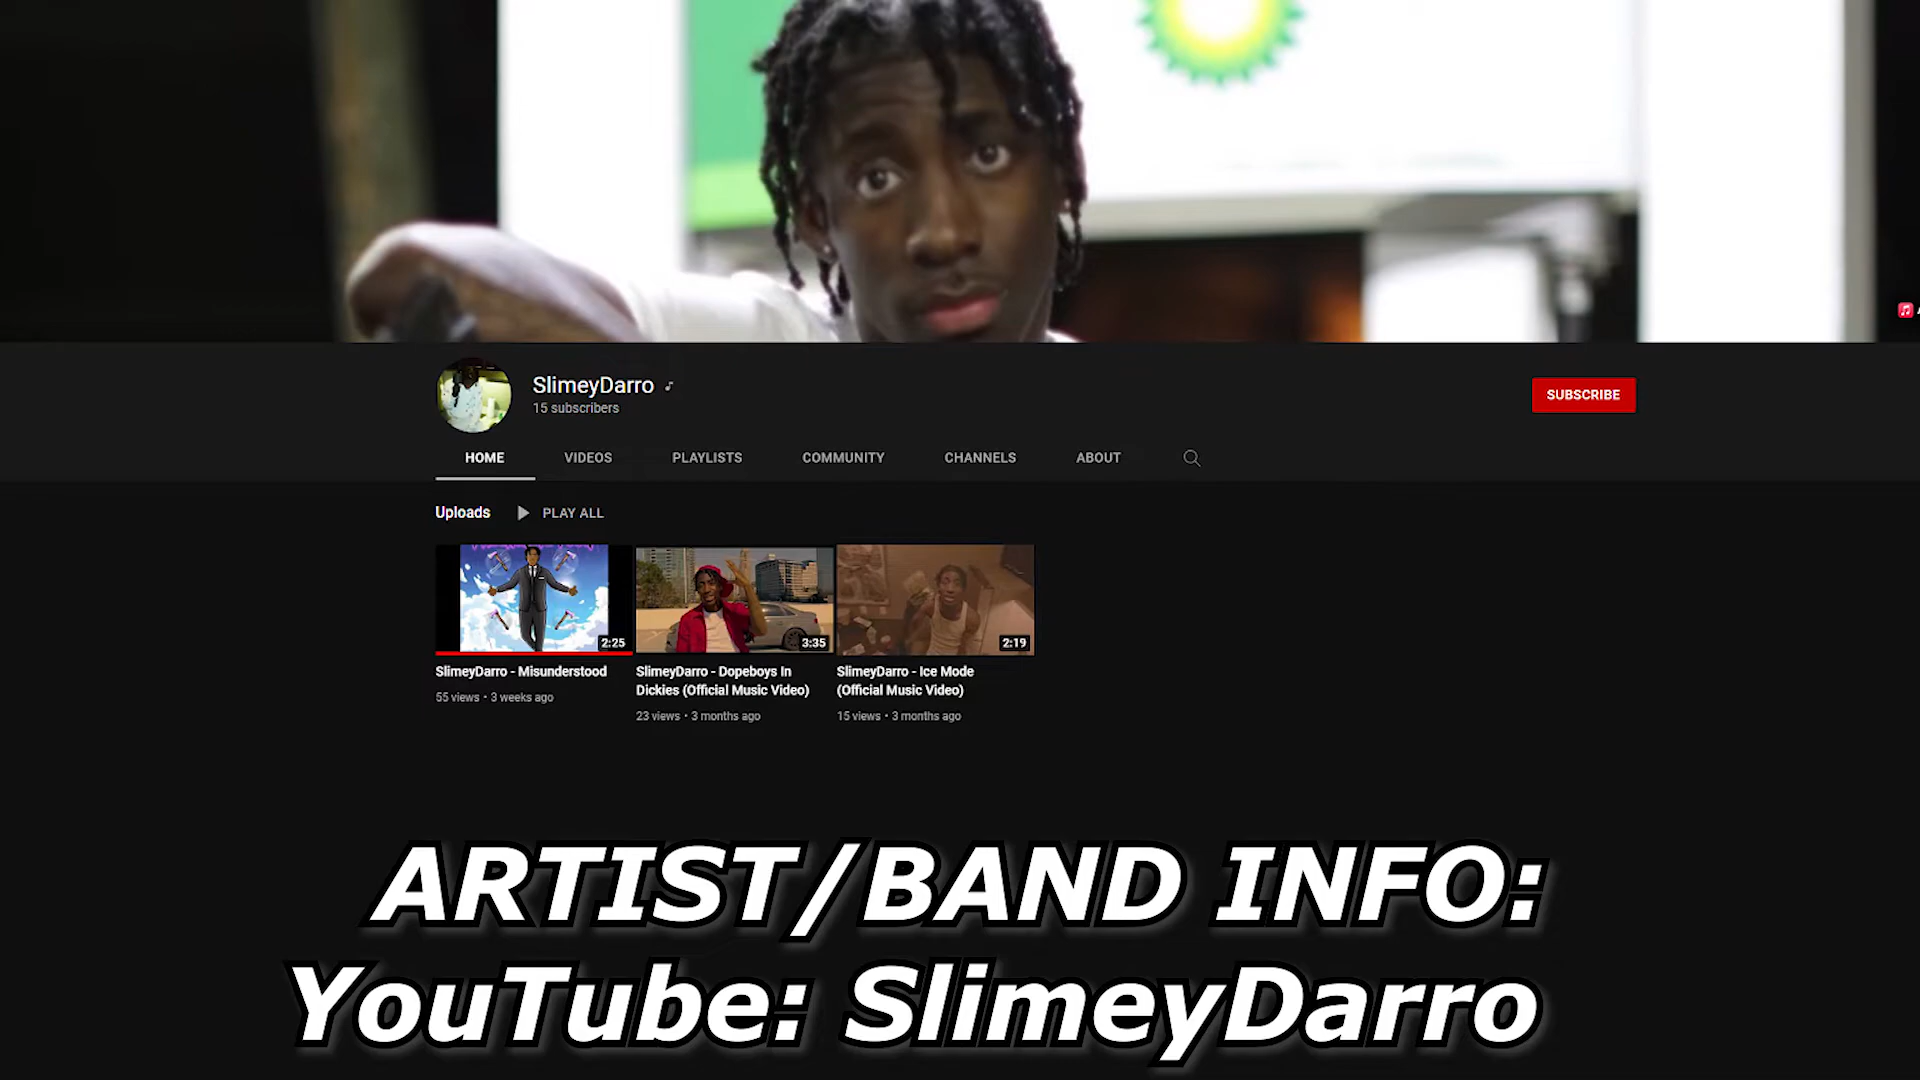 SlimeyDarro
15 subscribers
SUBSCRIBE
HOME VIDEOS PLAYLISTS COMMUNITY CHANNELS ABOUT
Uploads PLAY ALL
2:25 3:35 2:19
SlimeyDarro - Misunderstood
55 views • 3 weeks ago
SlimeyDarro - Dopeboys In
Dickies (Official Music Video)
23 views • 3 months ago
SlimeyDarro - Ice Mode
(Official Music Video)
15 views • 3 months ago
ARTIST/BAND INFO:
YouTube: SlimeyDarro